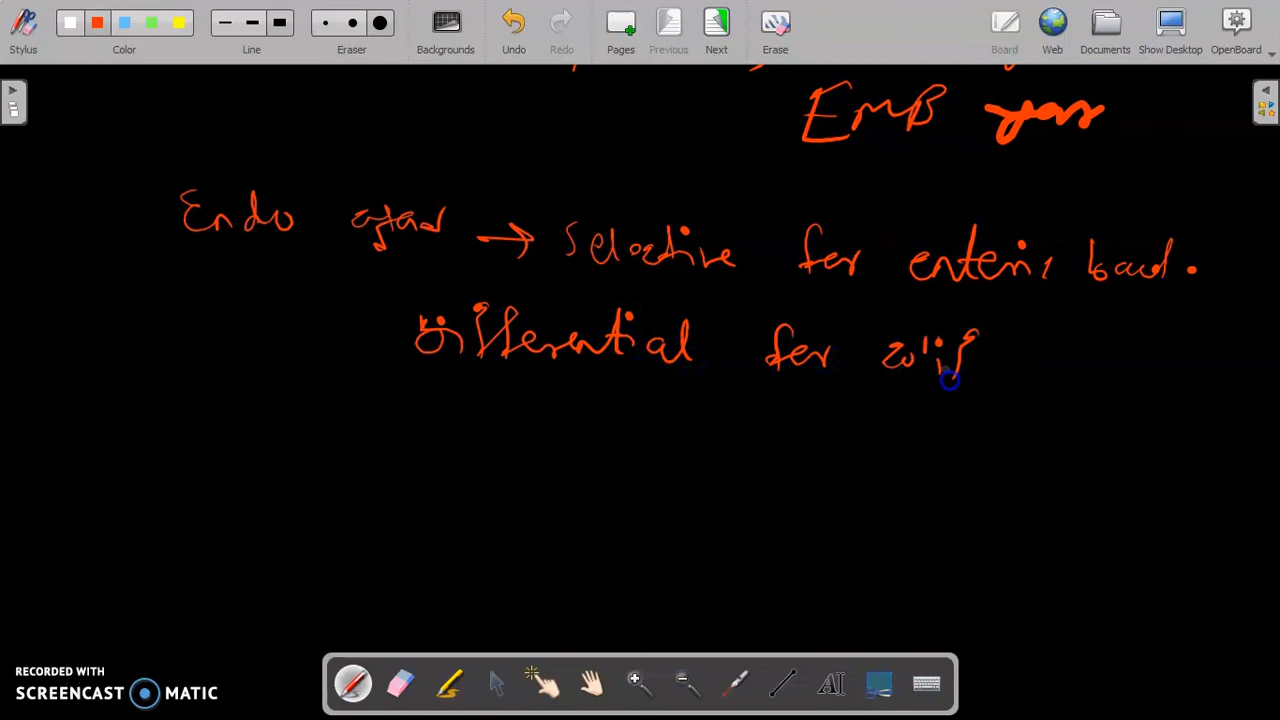 Stylus
Color
Line
Eraser
Backgrounds
Undo
Redo
Pages
Previous
Next
Erase
Board
Web
Documents
Show Desktop
OpenBoard
EMB
Endo agar → Selective for enteric bact.
Differential for
RECORDED WITH
SCREENCAST MATIC